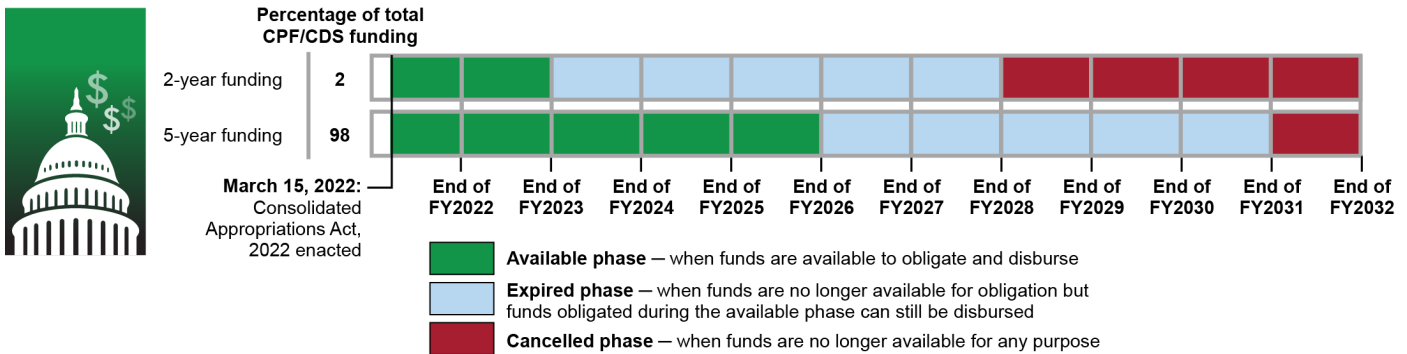 Percentage of total
CPF/CDS funding
2-year funding 2
5-year funding 98
$ $ $
March 15, 2022:
Consolidated
Appropriations Act,
2022 enacted
End of
FY2022
End of
FY2023
End of
FY2024
End of
FY2025
End of
FY2026
End of
FY2027
End of
FY2028
End of
FY2029
End of
FY2030
End of
FY2031
End of
FY2032
Available phase — when funds are available to obligate and disburse
Expired phase — when funds are no longer available for obligation but
funds obligated during the available phase can still be disbursed
Cancelled phase — when funds are no longer available for any purpose